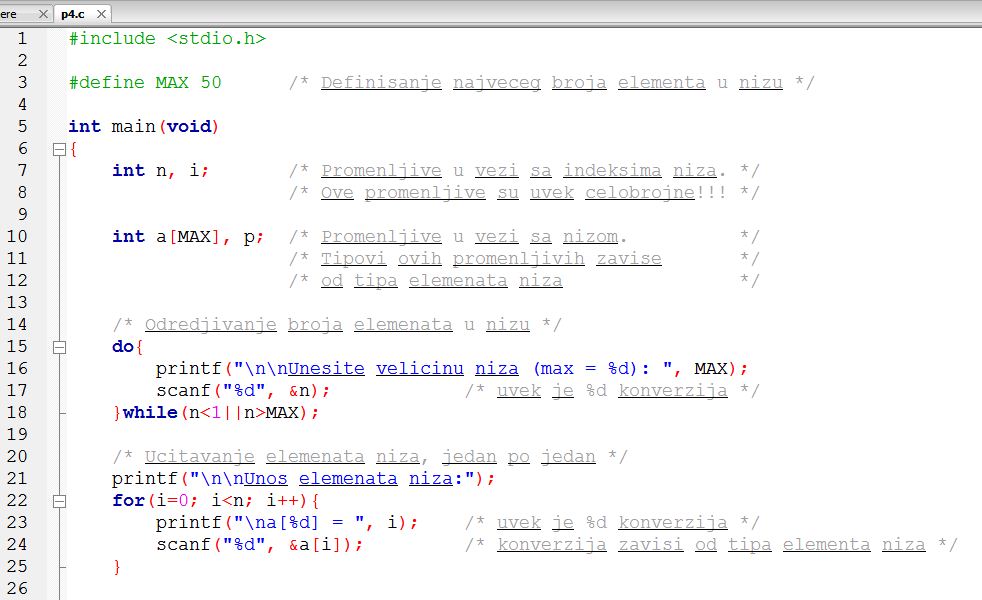 ere p4.c
1 #include <stdio.h>
2
3 #define MAX 50 /* Definisanje najveceg broja elementa u nizu */
4
5 int main(void)
6 {
7 int n, i; /* Promenljive u vezi sa indeksima niza. */
8 /* Ove promenljive su uvek celobrojne!!! */
9
10 int a[MAX], p; /* Promenljive u vezi sa nizom. */
11 /* Tipovi ovih promenljivih zavise */
12 /* od tipa elemenata niza */
13
14 /* Odredjivanje broja elemenata u nizu */
15 do{
16 printf("\n\nUnesite velicinu niza (max = %d): ", MAX);
17 scanf("%d", &n); /* uvek je %d konverzija */
18 }while(n<1||n>MAX);
19
20 /* Ucitavanje elemenata niza, jedan po jedan */
21 printf("\n\nUnos elemenata niza:");
22 for(i=0; i<n; i++){
23 printf("\na[%d] = ", i); /* uvek je %d konverzija */
24 scanf("%d", &a[i]); /* konverzija zavisi od tipa elementa niza */
25 }
26